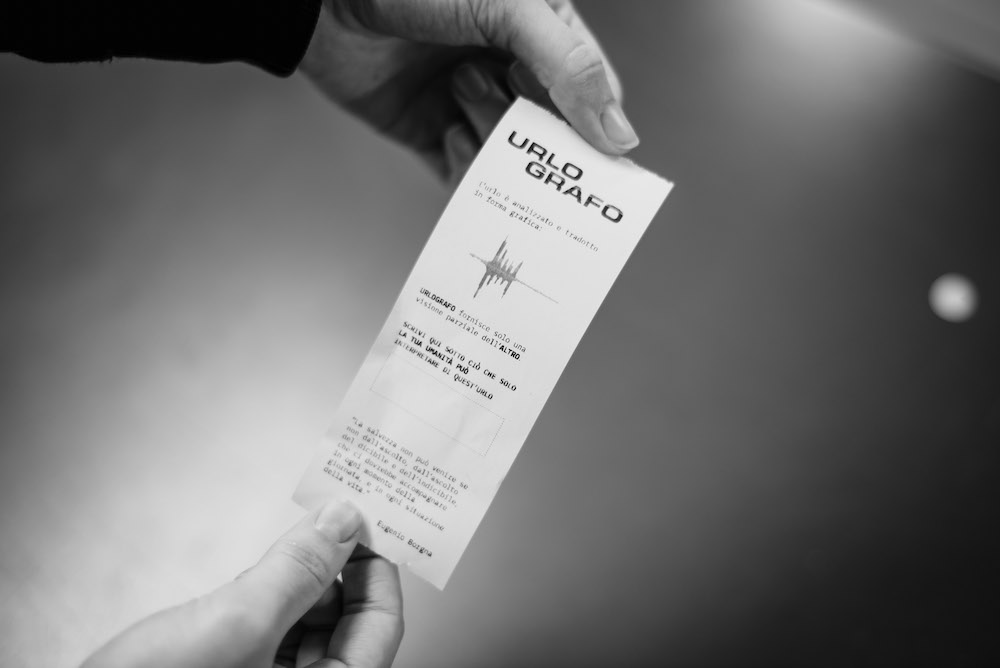 URLO
GRAFO
L'urlo è analizzato e tradotto
in forma grafica:
URLOGRAFO fornisce solo una
visione parziale dell'ALTRO.
SCRIVI QUI SOTTO CIÒ CHE SOLO
LA TUA UMANITÀ PUÒ
INTERPRETARE DI QUEST'URLO
"La salvezza non può venire se
non dall'ascolto, dall'ascolto
del dicibile e dell'indicibile,
che ci dovrebbe accompagnare
in ogni momento della
giornata, e in ogni situazione
della vita."
Eugenio Borgna